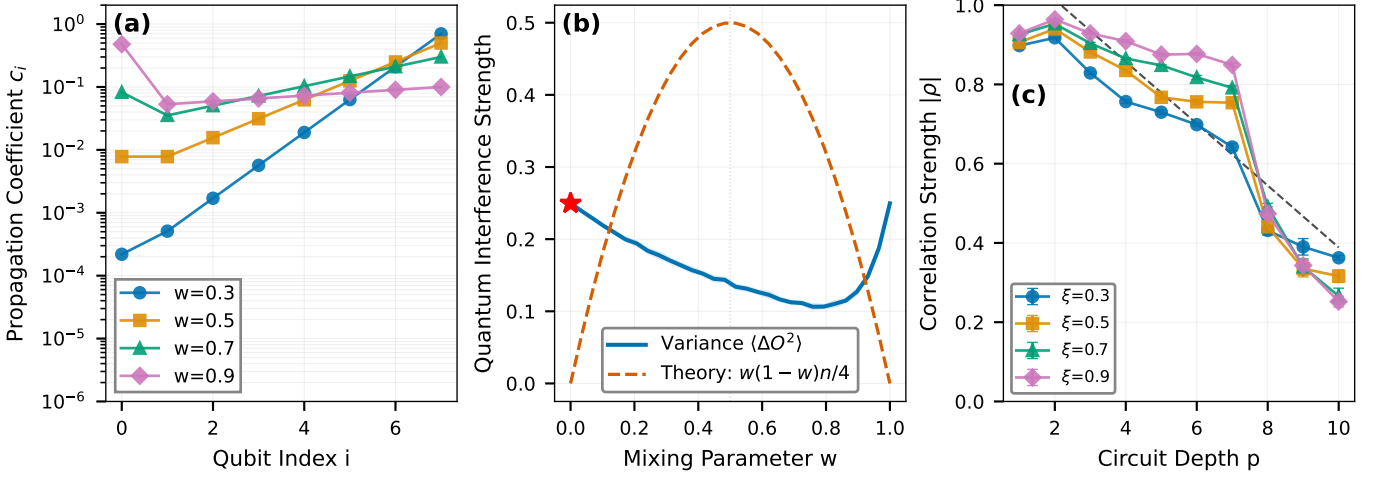 (a)
Propagation Coefficient c_i
10⁰
10⁻¹
10⁻²
10⁻³
10⁻⁴
10⁻⁵
10⁻⁶
w=0.3
w=0.5
w=0.7
w=0.9
0 2 4 6
Qubit Index i
(b)
Quantum Interference Strength
0.5
0.4
0.3
0.2
0.1
0.0
Variance ⟨ΔO²⟩
Theory: w(1 − w)n/4
0.0 0.2 0.4 0.6 0.8 1.0
Mixing Parameter w
(c)
Correlation Strength |ρ|
1.0
0.8
0.6
0.4
0.2
0.0
ξ=0.3
ξ=0.5
ξ=0.7
ξ=0.9
2 4 6 8 10
Circuit Depth p